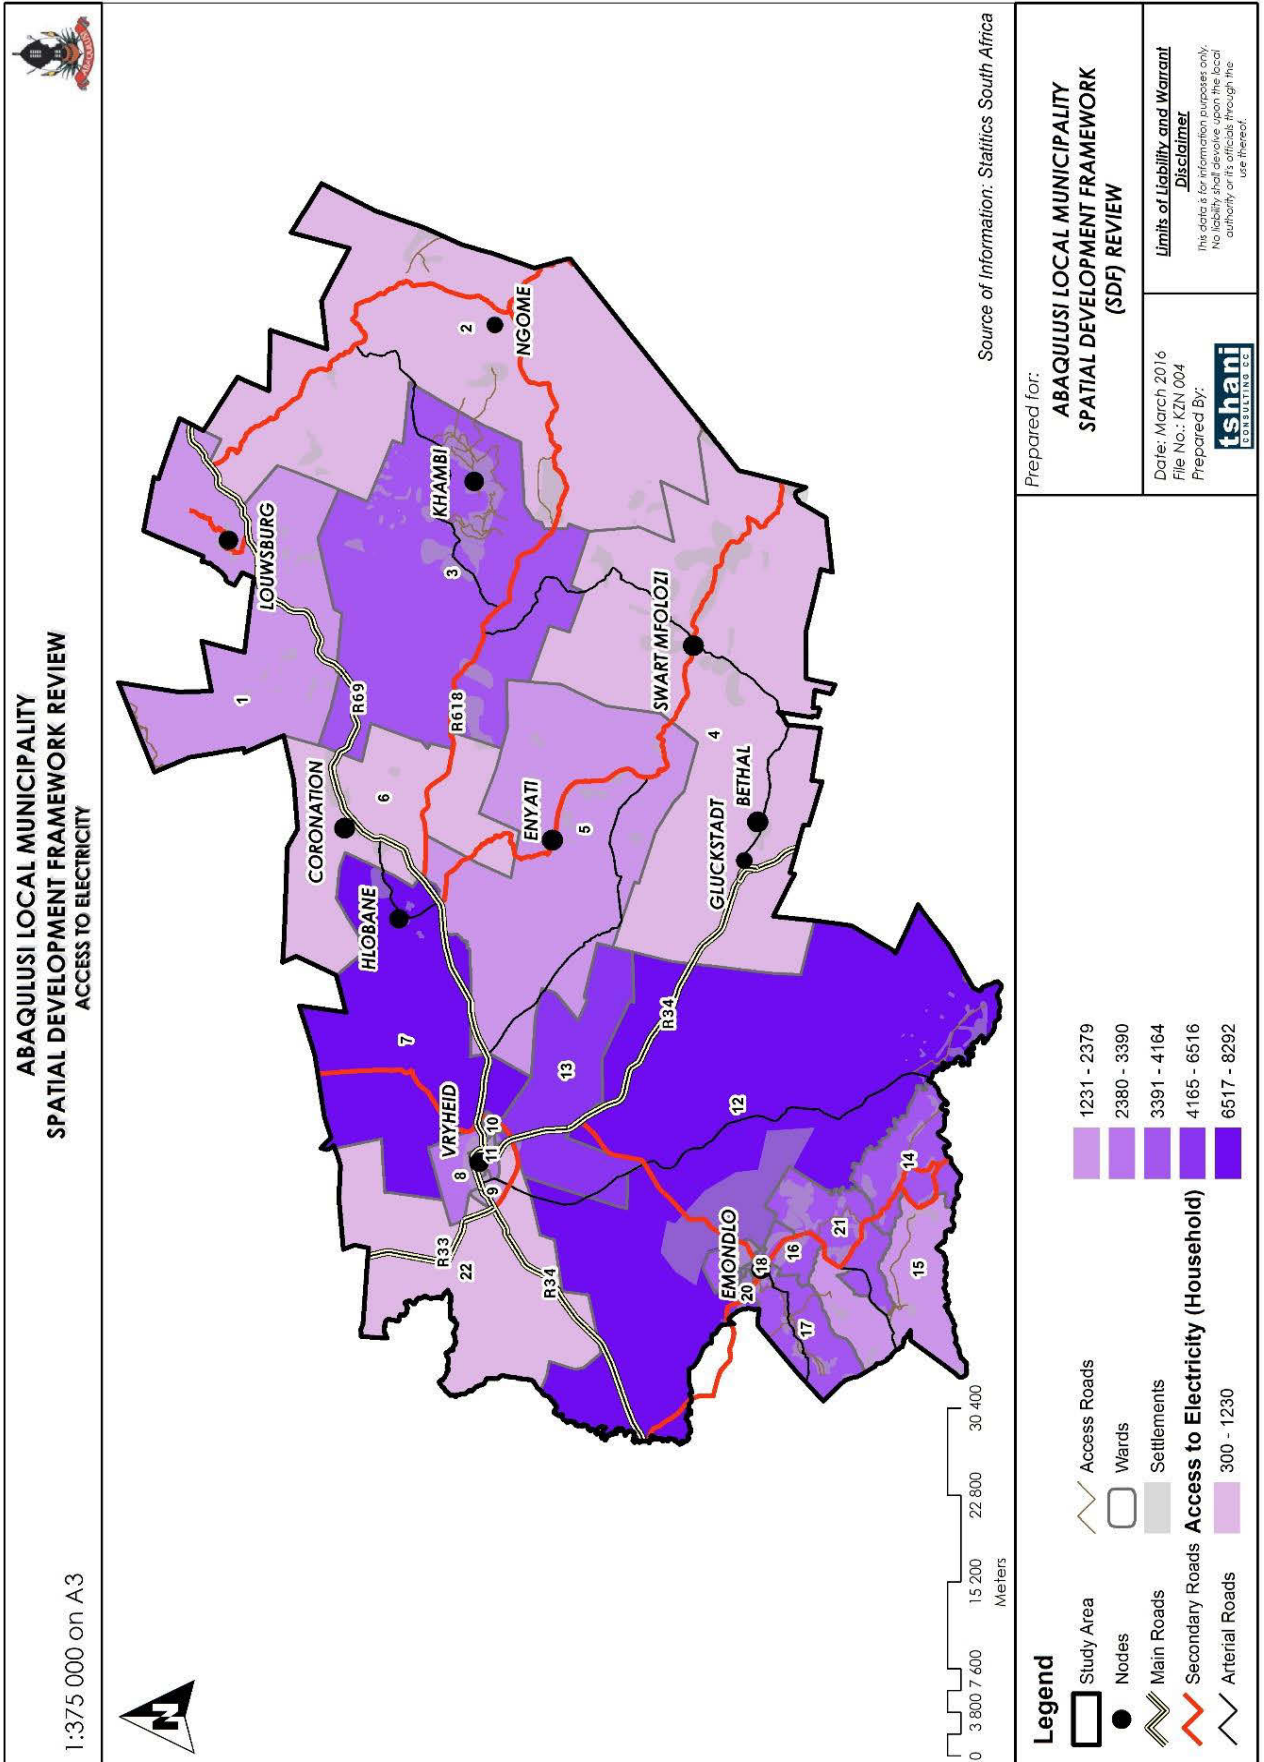 1:375 000 on A3
ABAQULUSI LOCAL MUNICIPALITY
SPATIAL DEVELOPMENT FRAMEWORK REVIEW
ACCESS TO ELECTRICITY
ABAQULUSI
N
R33
22
R34
VRYHEID
8
9
10
11
7
HLOBANE
CORONATION
6
R69
1
LOUWSBURG
R618
3
KHAMBI
2
NGOME
ENYATI
5
13
R34
12
GLUCKSTADT
BETHAL
4
SWART MFOLOZI
EMONDLO
20
18
16
17
21
14
15
0 3 800 7 600 15 200 22 800 30 400
Meters
Source of Information: Statitics South Africa
Legend
Study Area
Nodes
Main Roads
Secondary Roads
Arterial Roads
Access Roads
Wards
Settlements
Access to Electricity (Household)
300 - 1230
1231 - 2379
2380 - 3390
3391 - 4164
4165 - 6516
6517 - 8292
Prepared for:
ABAQULUSI LOCAL MUNICIPALITY
SPATIAL DEVELOPMENT FRAMEWORK
(SDF) REVIEW
Date: March 2016
File No.: KZN 004
Prepared By:
tshani
CONSULTING CC
Limits of Liability and Warrant
Disclaimer
This data is for information purposes only.
No liability shall devolve upon the local
authority or it's officials through the
use thereof.